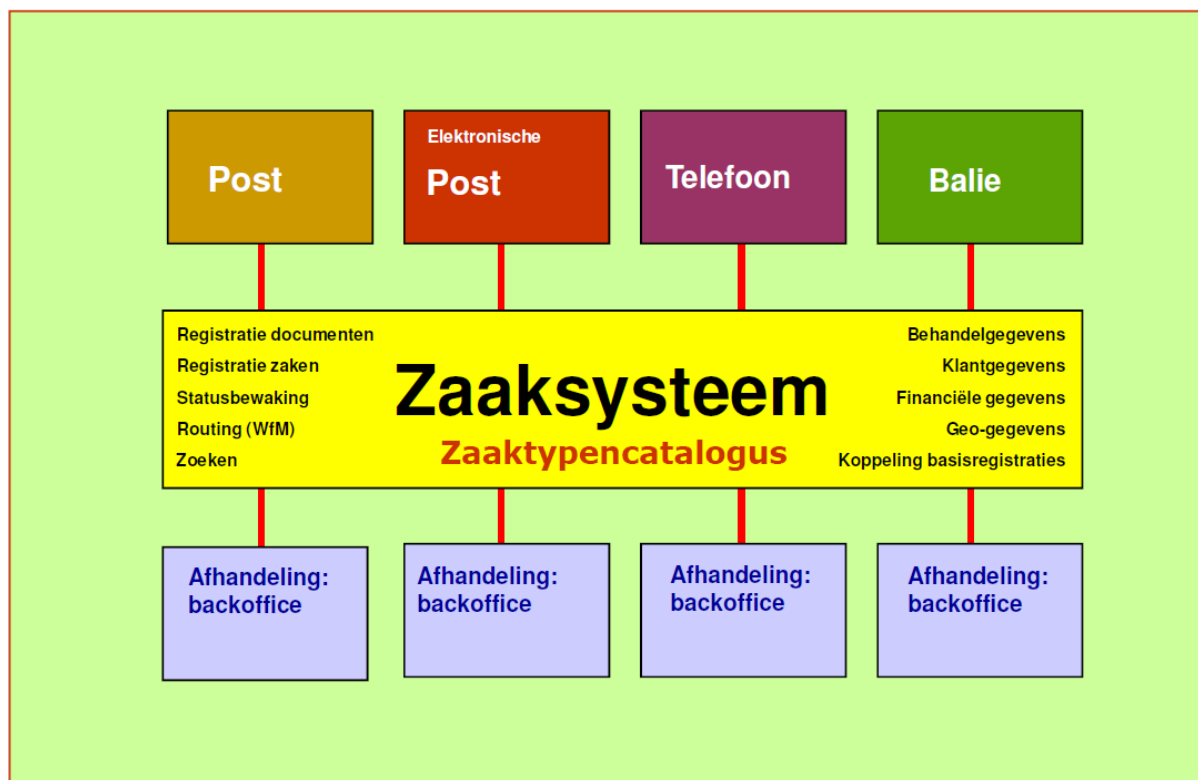 Post
Elektronische
Post
Telefoon
Balie
Registratie documenten
Registratie zaken
Statusbewaking
Routing (WfM)
Zoeken
Zaaksysteem
Zaaktypencatalogus
Behandelgegevens
Klantgegevens
Financiële gegevens
Geo-gegevens
Koppeling basisregistraties
Afhandeling:
backoffice
Afhandeling:
backoffice
Afhandeling:
backoffice
Afhandeling:
backoffice